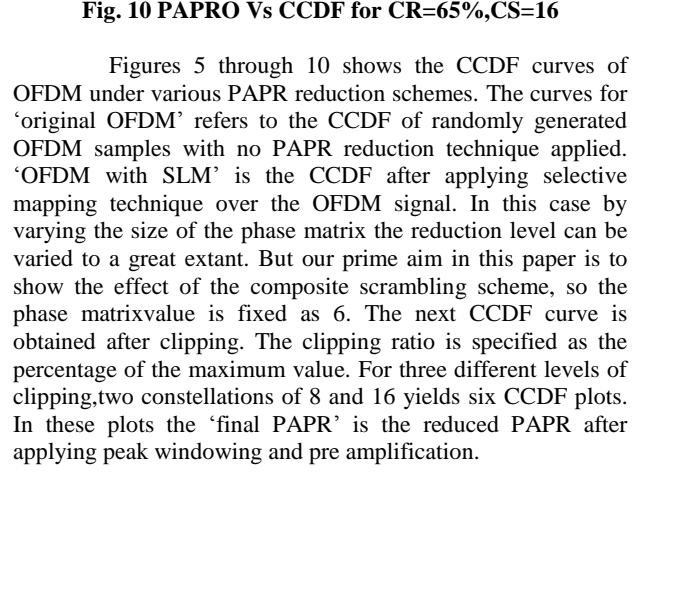 Fig. 10 PAPRO Vs CCDF for CR=65%,CS=16
Figures 5 through 10 shows the CCDF curves of
OFDM under various PAPR reduction schemes. The curves for
‘original OFDM’ refers to the CCDF of randomly generated
OFDM samples with no PAPR reduction technique applied.
‘OFDM with SLM’ is the CCDF after applying selective
mapping technique over the OFDM signal. In this case by
varying the size of the phase matrix the reduction level can be
varied to a great extant. But our prime aim in this paper is to
show the effect of the composite scrambling scheme, so the
phase matrixvalue is fixed as 6. The next CCDF curve is
obtained after clipping. The clipping ratio is specified as the
percentage of the maximum value. For three different levels of
clipping,two constellations of 8 and 16 yields six CCDF plots.
In these plots the ‘final PAPR’ is the reduced PAPR after
applying peak windowing and pre amplification.